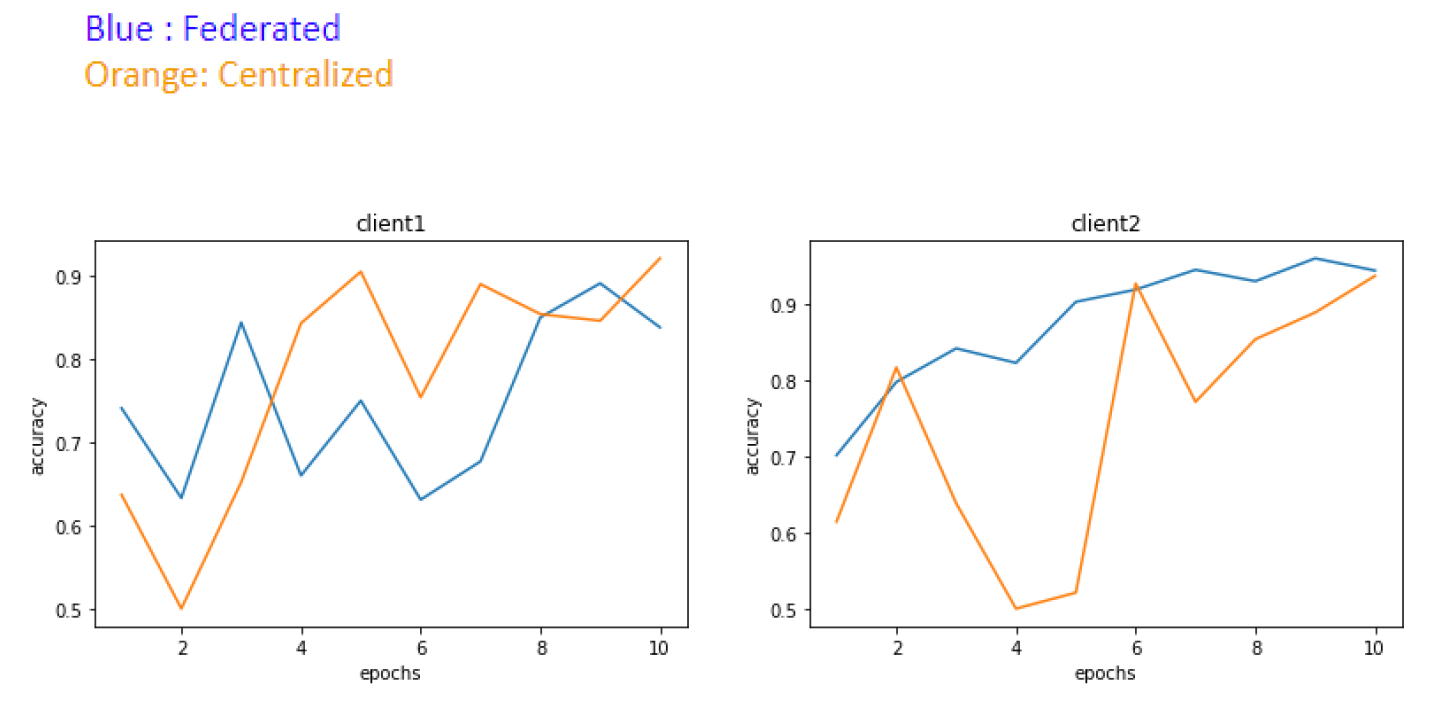 Blue : Federated
Orange: Centralized
client1
0.9
0.8
0.7
0.6
0.5
accuracy
2 4 6 8 10
epochs
client2
0.9
0.8
0.7
0.6
0.5
accuracy
2 4 6 8 10
epochs